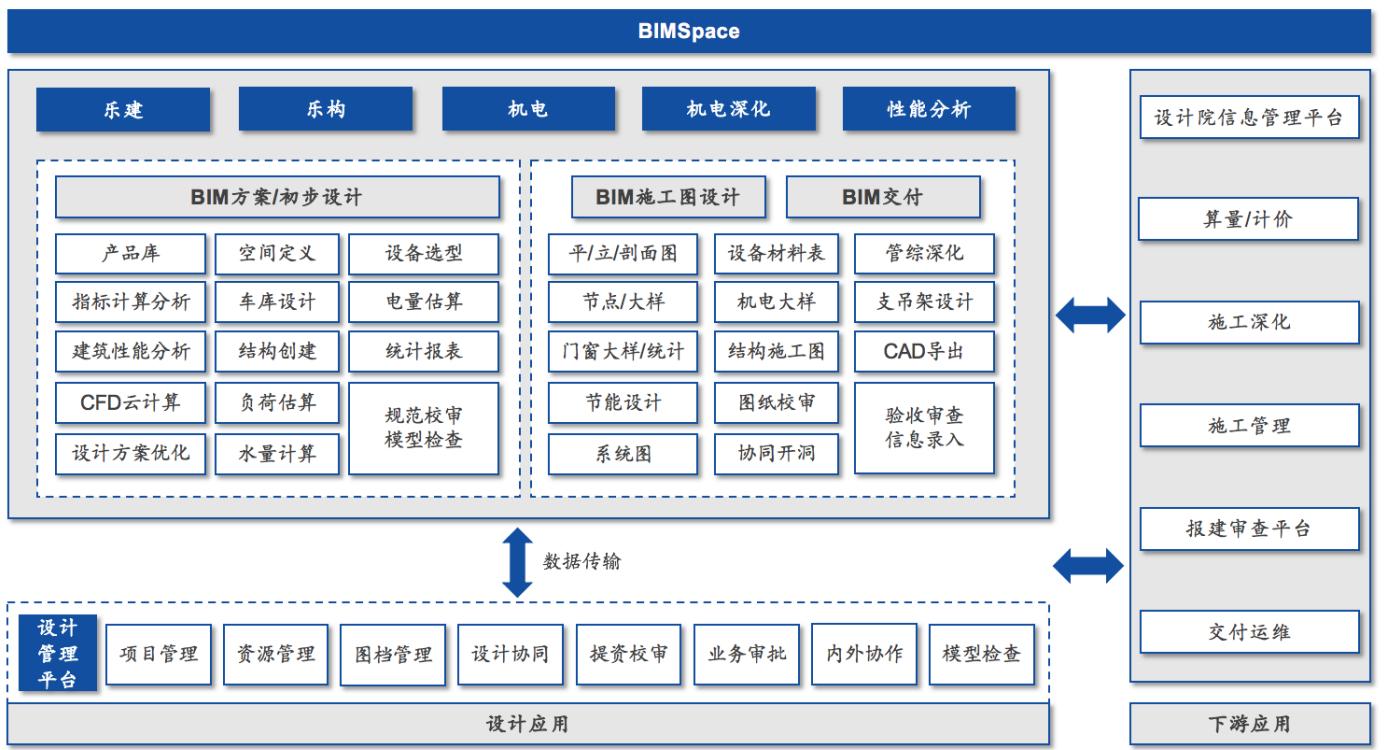 BIMSpace
乐建
乐构
机电
机电深化
性能分析
BIM方案/初步设计
产品库
空间定义
设备选型
指标计算分析
车库设计
电量估算
建筑性能分析
结构创建
统计报表
CFD云计算
负荷估算
规范校审
模型检查
设计方案优化
水量计算
BIM施工图设计
BIM交付
平/立/剖面图
设备材料表
管综深化
节点/大样
机电大样
支吊架设计
门窗大样/统计
结构施工图
CAD导出
节能设计
图纸校审
验收审查
信息录入
系统图
协同开洞
数据传输
设计
管理
平台
项目管理
资源管理
图档管理
设计协同
提资校审
业务审批
内外协作
模型检查
设计应用
设计院信息管理平台
算量/计价
施工深化
施工管理
报建审查平台
交付运维
下游应用